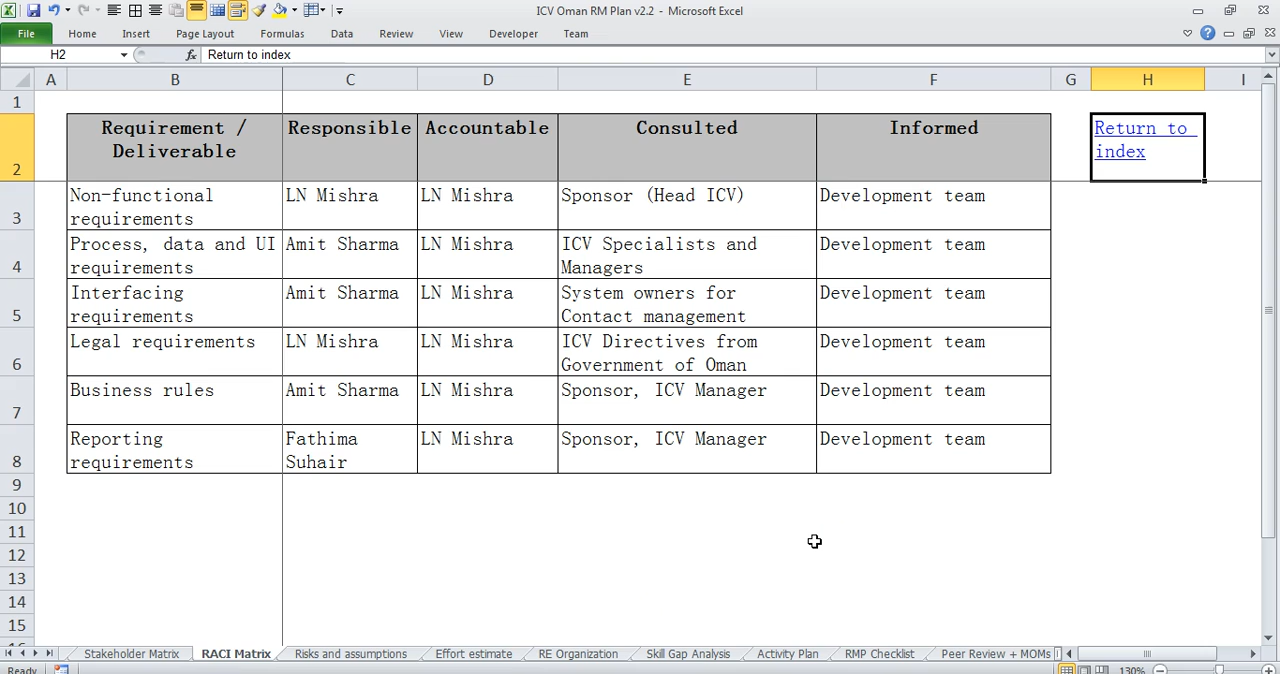 ICV Oman RM Plan v2.2 - Microsoft Excel
File Home Insert Page Layout Formulas Data Review View Developer Team
H2 fx Return to index
A B C D E F G H I
1
2
3
4
5
6
7
8
9
10
11
12
13
14
15
Requirement / Deliverable Responsible Accountable Consulted Informed
Return to index
Non-functional requirements LN Mishra LN Mishra Sponsor (Head ICV) Development team
Process, data and UI requirements Amit Sharma LN Mishra ICV Specialists and Managers Development team
Interfacing requirements Amit Sharma LN Mishra System owners for Contact management Development team
Legal requirements LN Mishra LN Mishra ICV Directives from Government of Oman Development team
Business rules Amit Sharma LN Mishra Sponsor, ICV Manager Development team
Reporting requirements Fathima Suhair LN Mishra Sponsor, ICV Manager Development team
Stakeholder Matrix RACI Matrix Risks and assumptions Effort estimate RE Organization Skill Gap Analysis Activity Plan RMP Checklist Peer Review + MOMs
Ready 130%